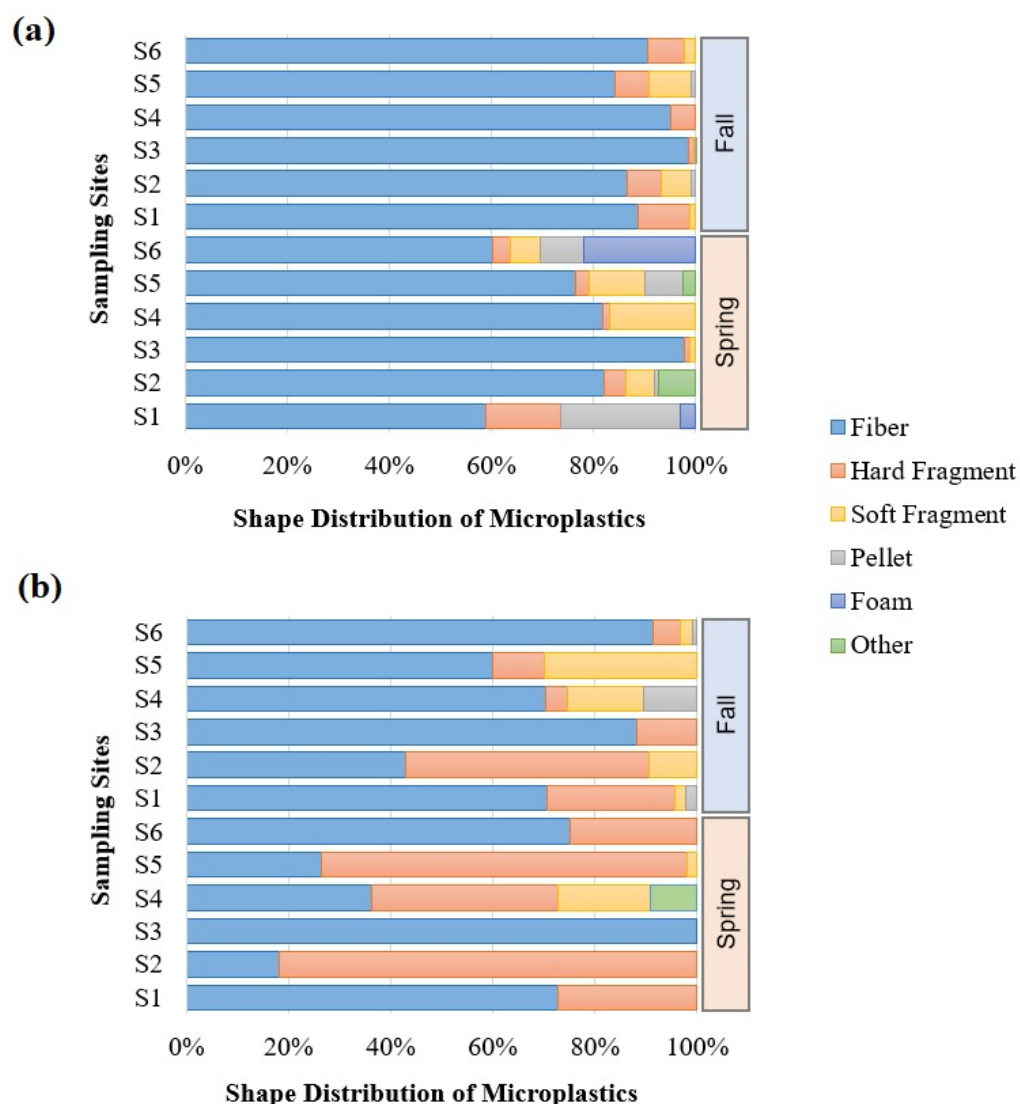 (a)
S6
S5
S4
S3
S2
S1
S6
S5
S4
S3
S2
S1
Sampling Sites
Fall
Spring
0% 20% 40% 60% 80% 100%
Shape Distribution of Microplastics
Fiber
Hard Fragment
Soft Fragment
Pellet
Foam
Other
(b)
S6
S5
S4
S3
S2
S1
S6
S5
S4
S3
S2
S1
Sampling Sites
Fall
Spring
0% 20% 40% 60% 80% 100%
Shape Distribution of Microplastics